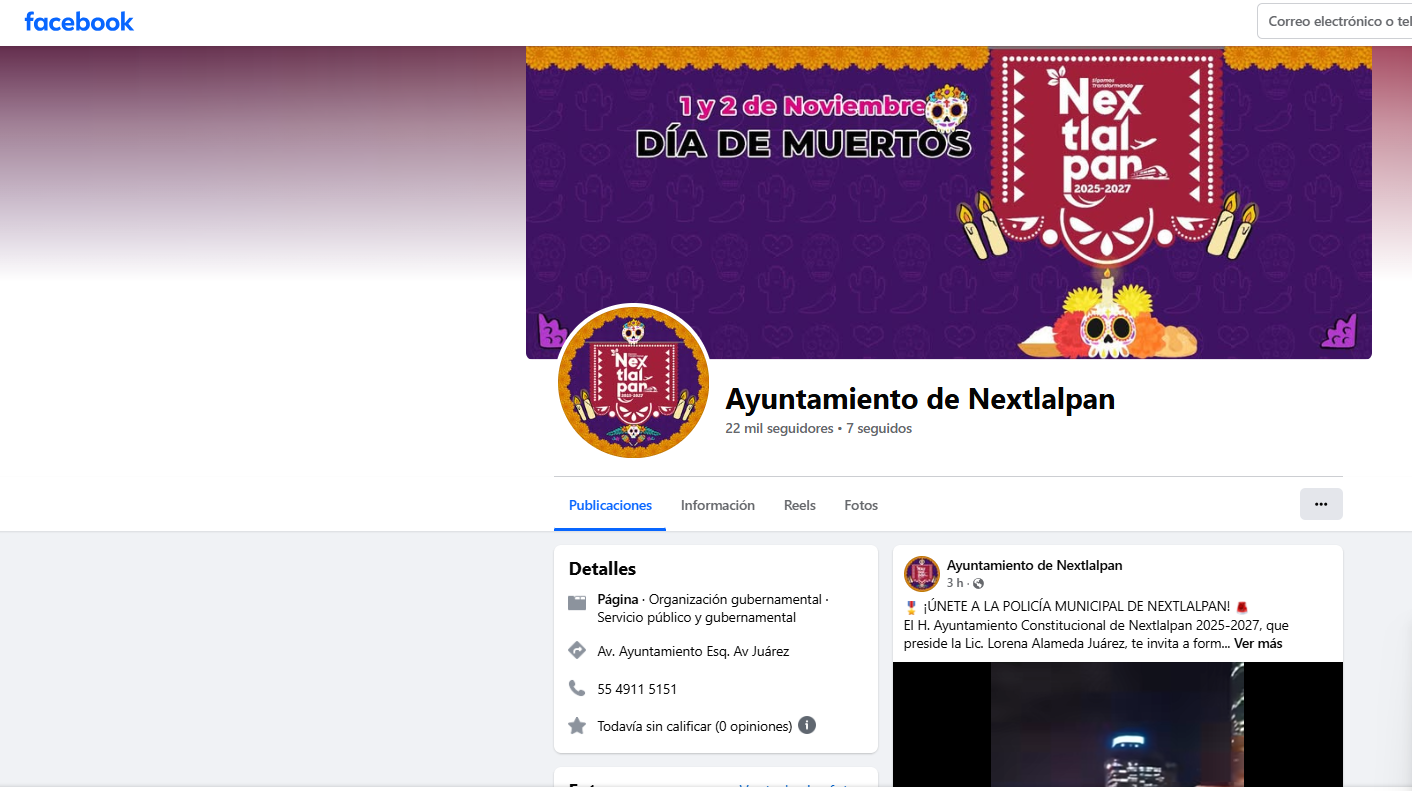 facebook
Correo electrónico o tel
1 y 2 de Noviembre
DÍA DE MUERTOS
Sigamos
Transformando
Nex
tlal
pan
2025-2027
Nex
tlal
pan
2025-2027
Ayuntamiento de Nextlalpan
22 mil seguidores • 7 seguidos
Publicaciones
Información
Reels
Fotos
Detalles
Página · Organización gubernamental ·
Servicio público y gubernamental
Av. Ayuntamiento Esq. Av Juárez
55 4911 5151
Todavía sin calificar (0 opiniones)
Ayuntamiento de Nextlalpan
3 h ·
¡ÚNETE A LA POLICÍA MUNICIPAL DE NEXTLALPAN!
El H. Ayuntamiento Constitucional de Nextlalpan 2025-2027, que
preside la Lic. Lorena Alameda Juárez, te invita a form... Ver más